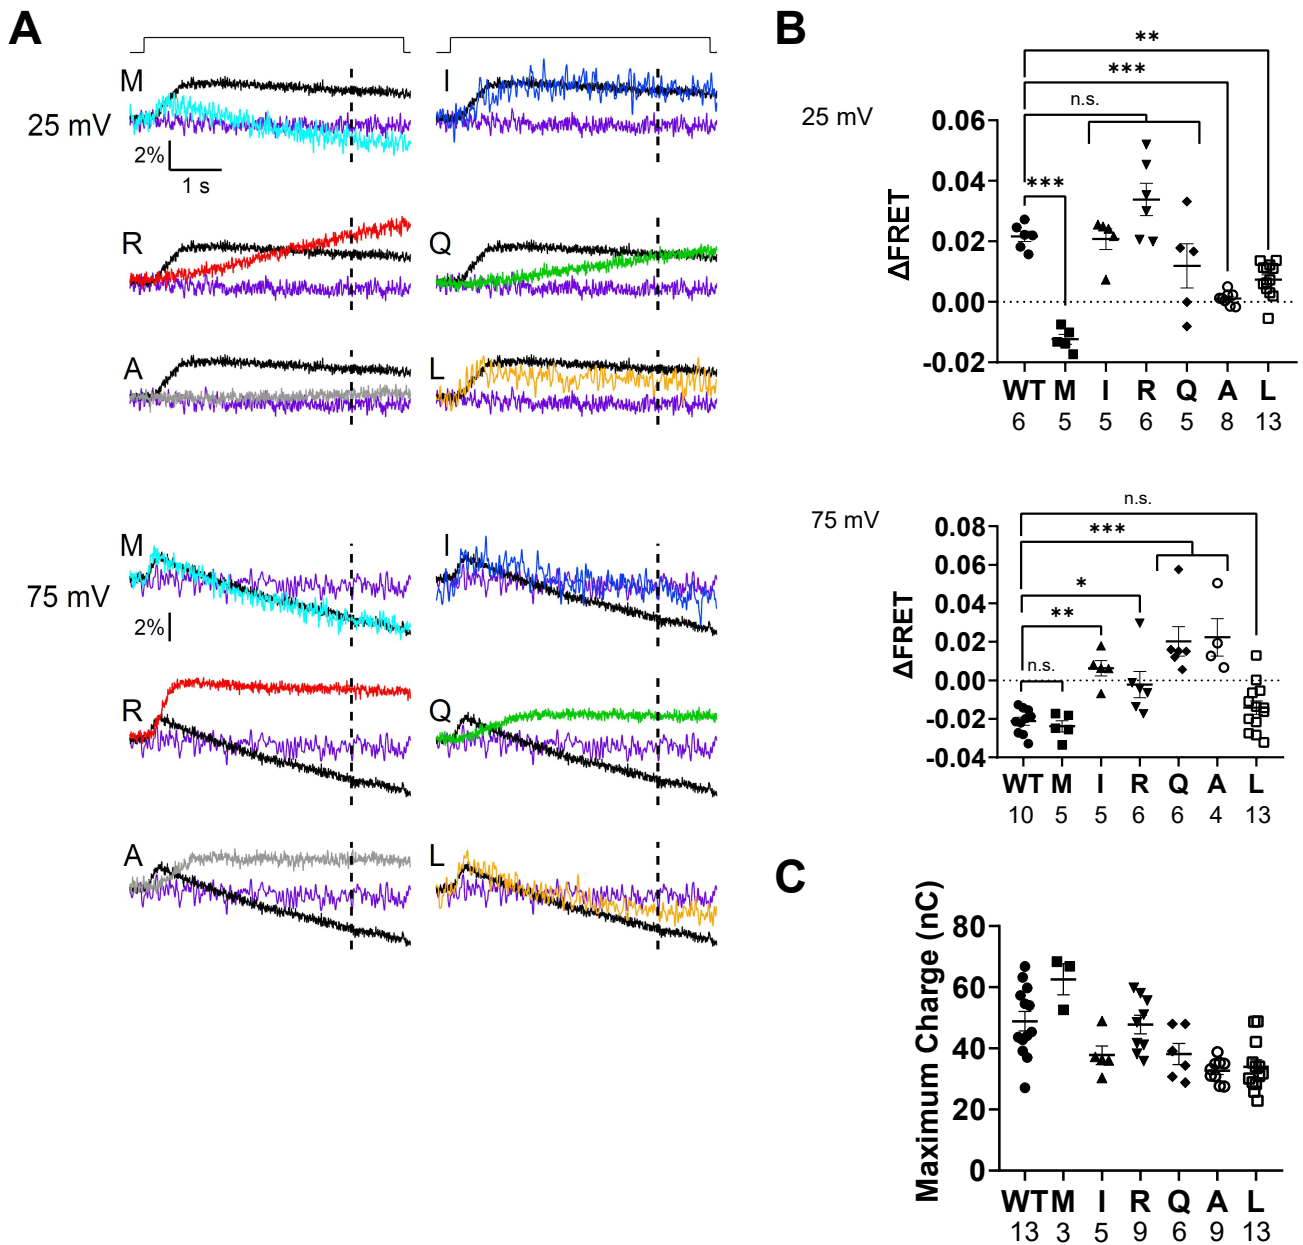 A
M
I
25 mV
2%
1 s
R
Q
A
L
M
I
75 mV
2%
R
Q
A
L
B
25 mV
**
***
n.s.
***
ΔFRET
0.06
0.04
0.02
0.00
-0.02
WT M I R Q A L
6 5 5 6 5 8 13
75 mV
n.s.
***
*
**
n.s.
ΔFRET
0.08
0.06
0.04
0.02
0.00
-0.02
-0.04
WT M I R Q A L
10 5 5 6 6 4 13
C
Maximum Charge (nC)
80
60
40
20
0
WT M I R Q A L
13 3 5 9 6 9 13